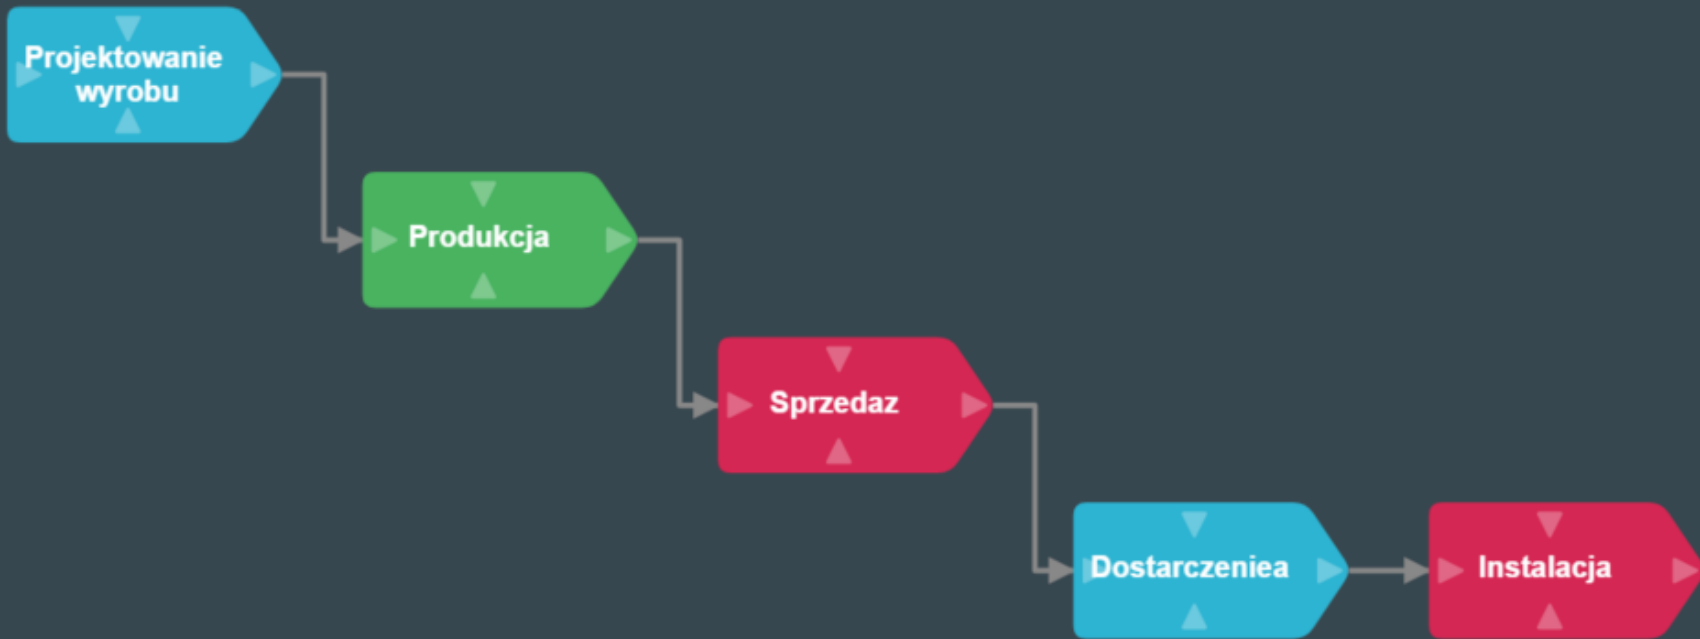 Projektowanie
wyrobu
Produkcja
Sprzedaz
Dostarczeniea
Instalacja